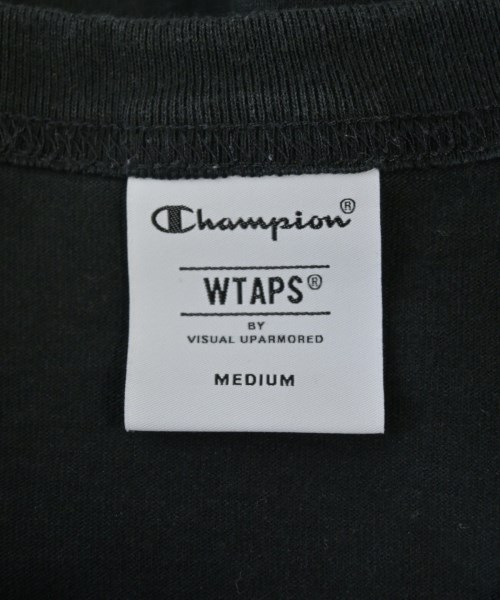 Champion®
WTAPS®
BY
VISUAL UPARMORED
MEDIUM